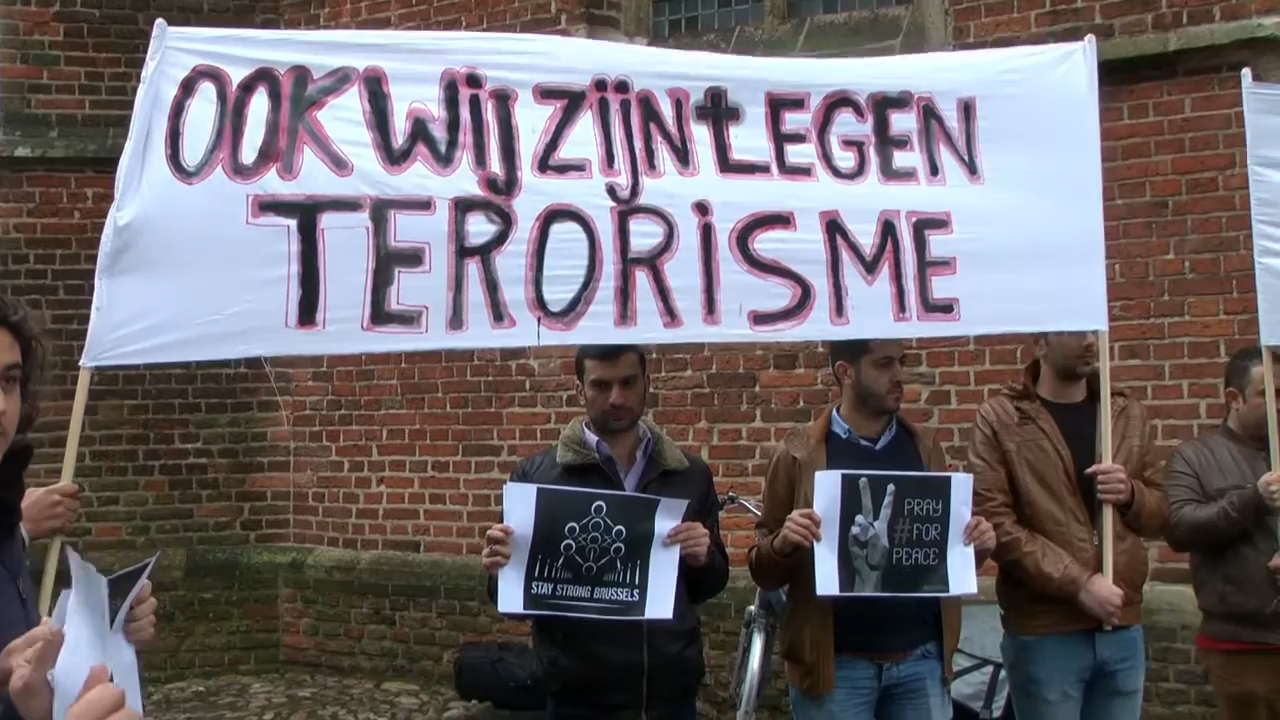 OOK WIJ ZIJN tEGEN
TERORISME
STAY STRONG BRUSSELS
PRAY
#FOR
PEACE